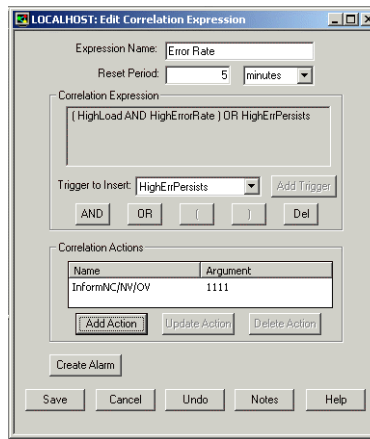 LOCALHOST: Edit Correlation Expression
Expression Name: Error Rate
Reset Period: 5 minutes
Correlation Expression
( HighLoad AND HighErrorRate ) OR HighErrPersists
Trigger to Insert: HighErrPersists Add Trigger
AND OR ( ) Del
Correlation Actions
Name Argument
InformNC/NV/OV 1111
Add Action Update Action Delete Action
Create Alarm
Save Cancel Undo Notes Help